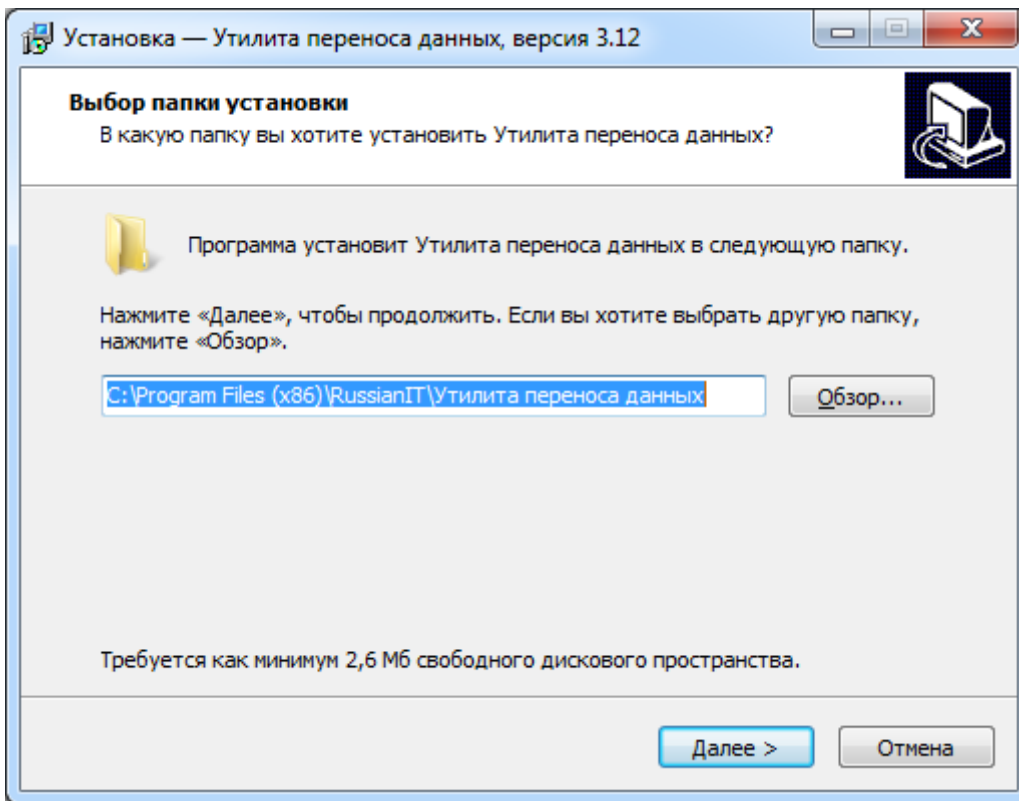 Установка — Утилита переноса данных, версия 3.12
Выбор папки установки
В какую папку вы хотите установить Утилита переноса данных?
Программа установит Утилита переноса данных в следующую папку.
Нажмите «Далее», чтобы продолжить. Если вы хотите выбрать другую папку,
нажмите «Обзор».
C:\Program Files (x86)\RussianIT\Утилита переноса данных
Обзор...
Требуется как минимум 2,6 Мб свободного дискового пространства.
Далее >
Отмена